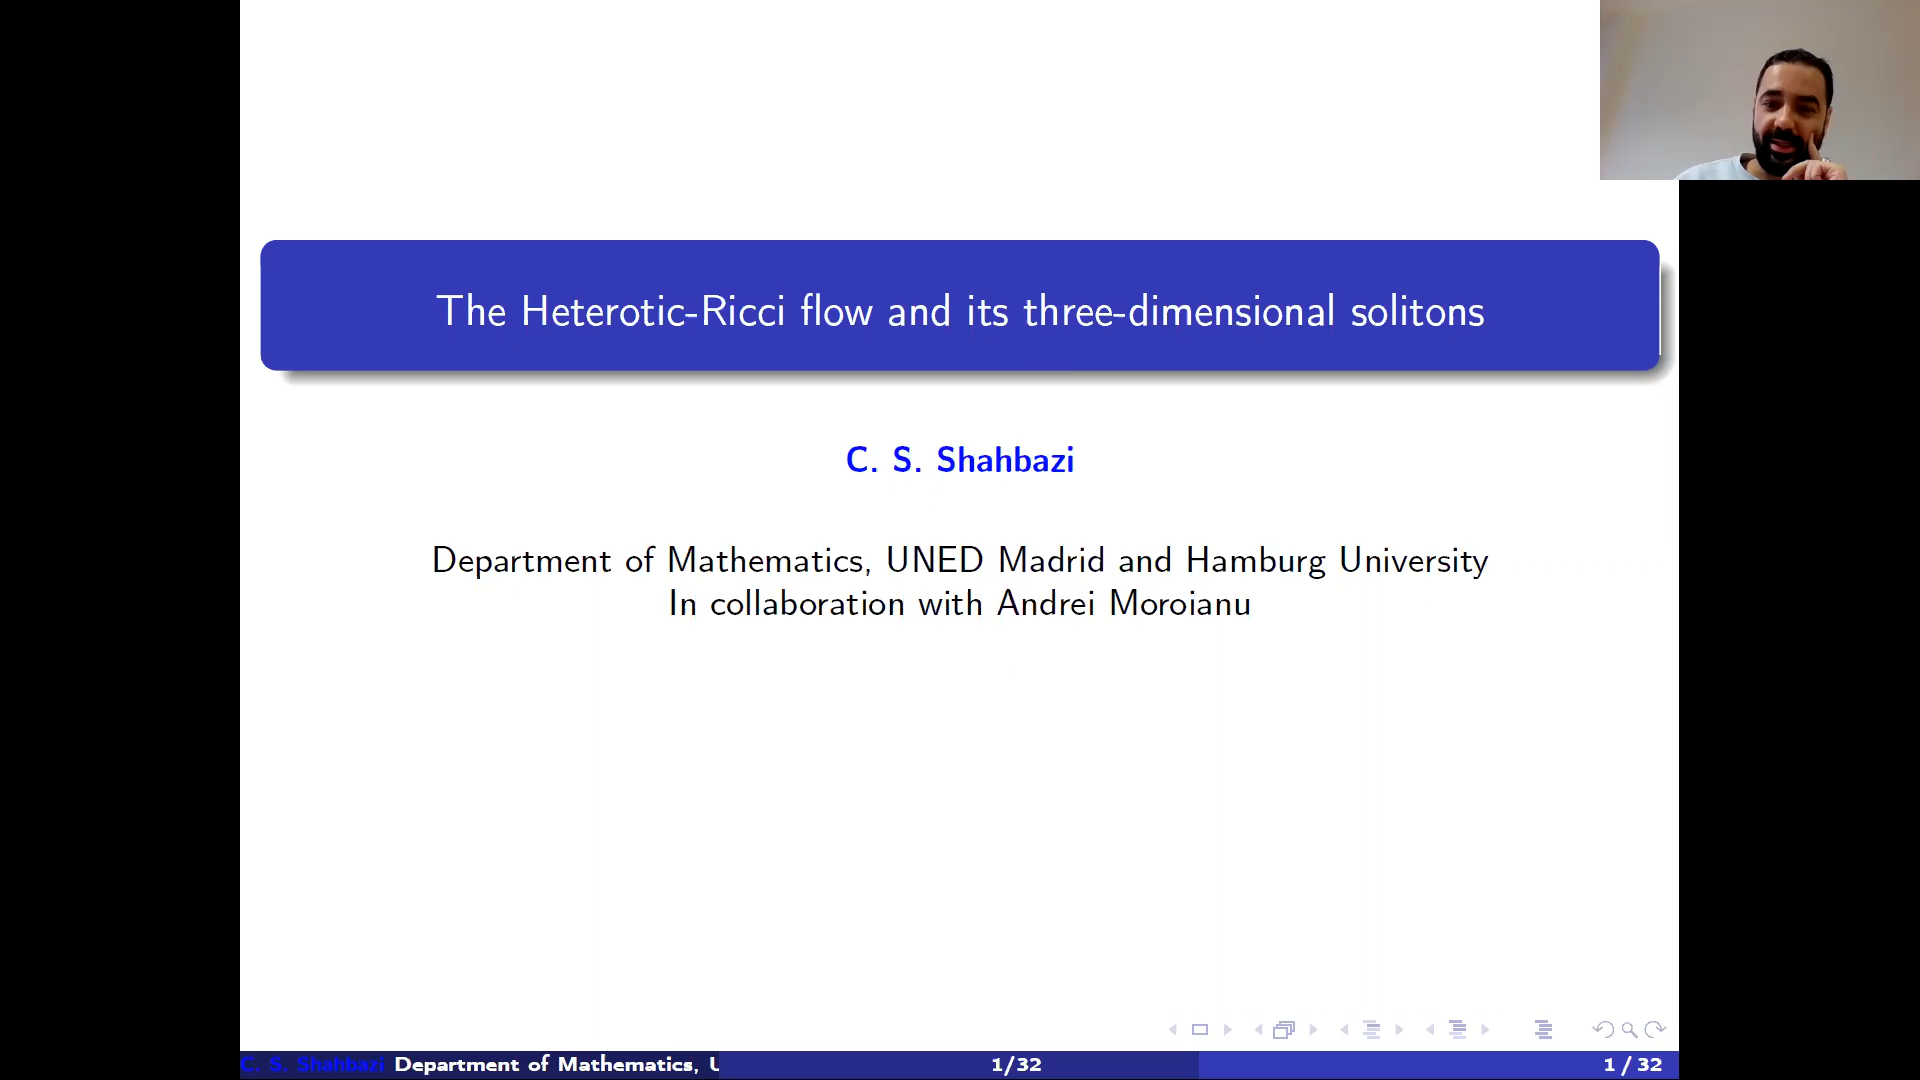 The Heterotic-Ricci flow and its three-dimensional solitons
C. S. Shahbazi
Department of Mathematics, UNED Madrid and Hamburg University
In collaboration with Andrei Moroianu
C. S. Shahbazi Department of Mathematics, U 1/32 1 / 32